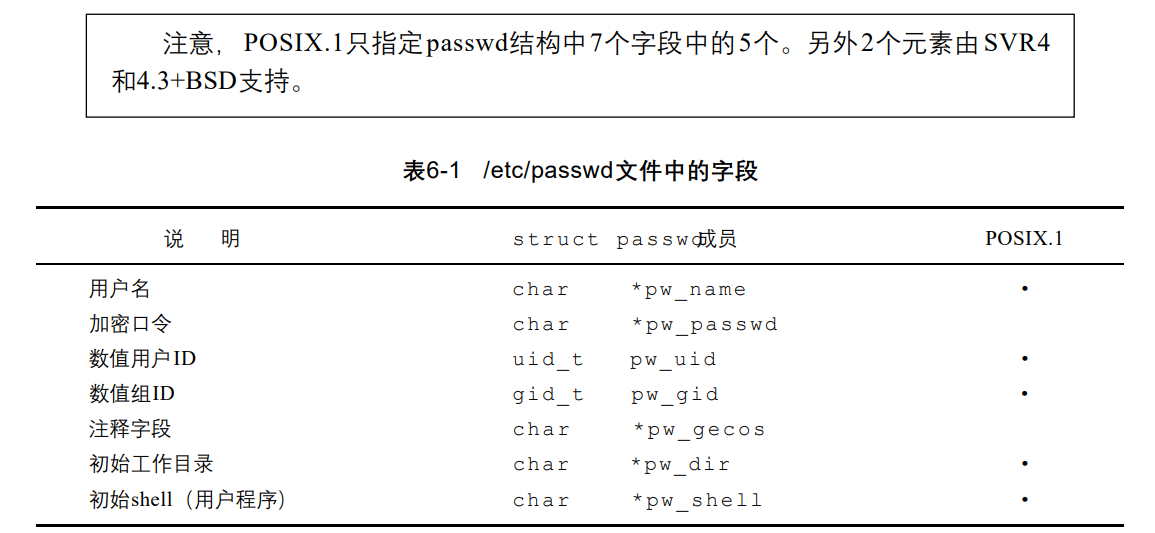 注意，POSIX.1只指定passwd结构中7个字段中的5个。另外2个元素由SVR4
和4.3+BSD支持。
表6-1 /etc/passwd文件中的字段
说 明 struct passwd成员 POSIX.1
用户名 char *pw_name •
加密口令 char *pw_passwd
数值用户ID uid_t pw_uid •
数值组ID gid_t pw_gid •
注释字段 char *pw_gecos
初始工作目录 char *pw_dir •
初始shell（用户程序） char *pw_shell •